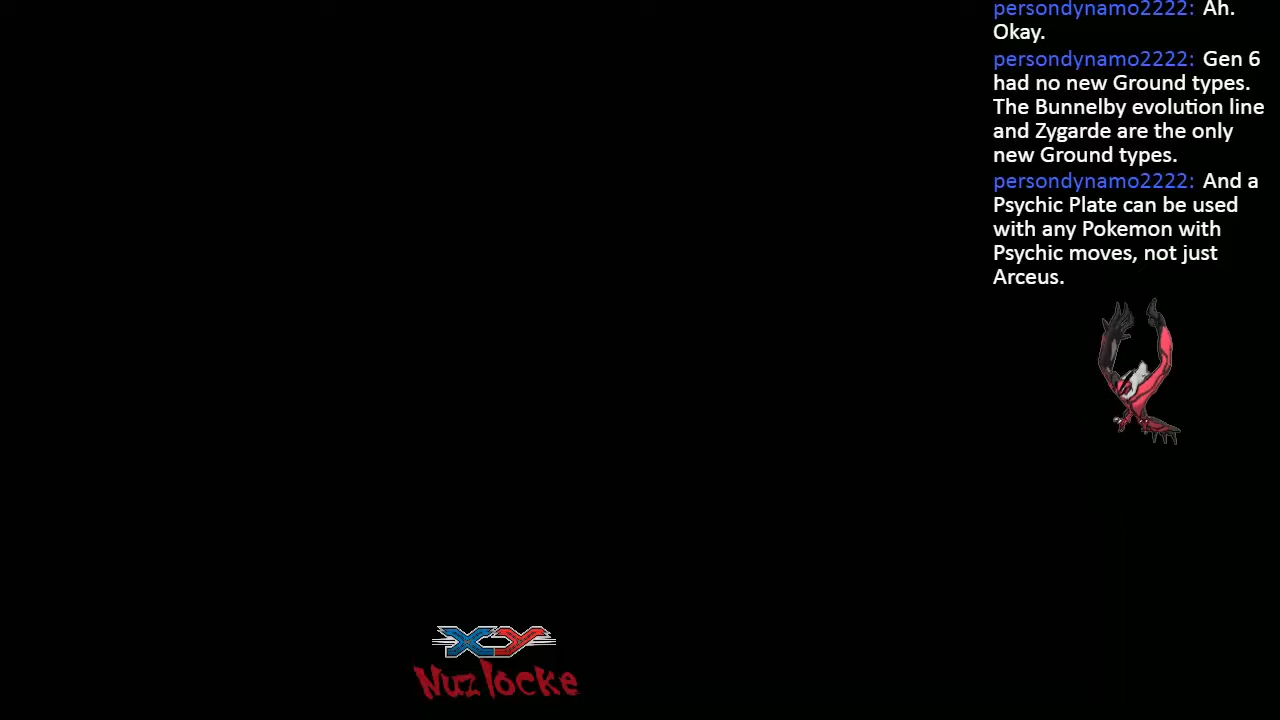 persondynamo2222: Ah.
Okay.
persondynamo2222: Gen 6
had no new Ground types.
The Bunnelby evolution line
and Zygarde are the only
new Ground types.
persondynamo2222: And a
Psychic Plate can be used
with any Pokemon with
Psychic moves, not just
Arceus.
XY
Nuzlocke